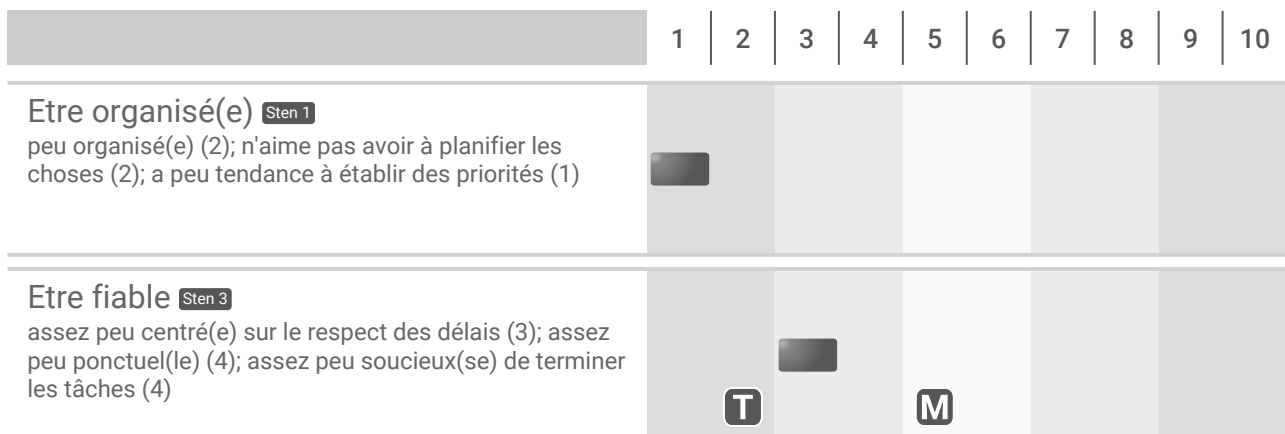 1 2 3 4 5 6 7 8 9 10
Etre organisé(e) Sten 1
peu organisé(e) (2); n'aime pas avoir à planifier les
choses (2); a peu tendance à établir des priorités (1)
Etre fiable Sten 3
assez peu centré(e) sur le respect des délais (3); assez
peu ponctuel(le) (4); assez peu soucieux(se) de terminer
les tâches (4)
T M